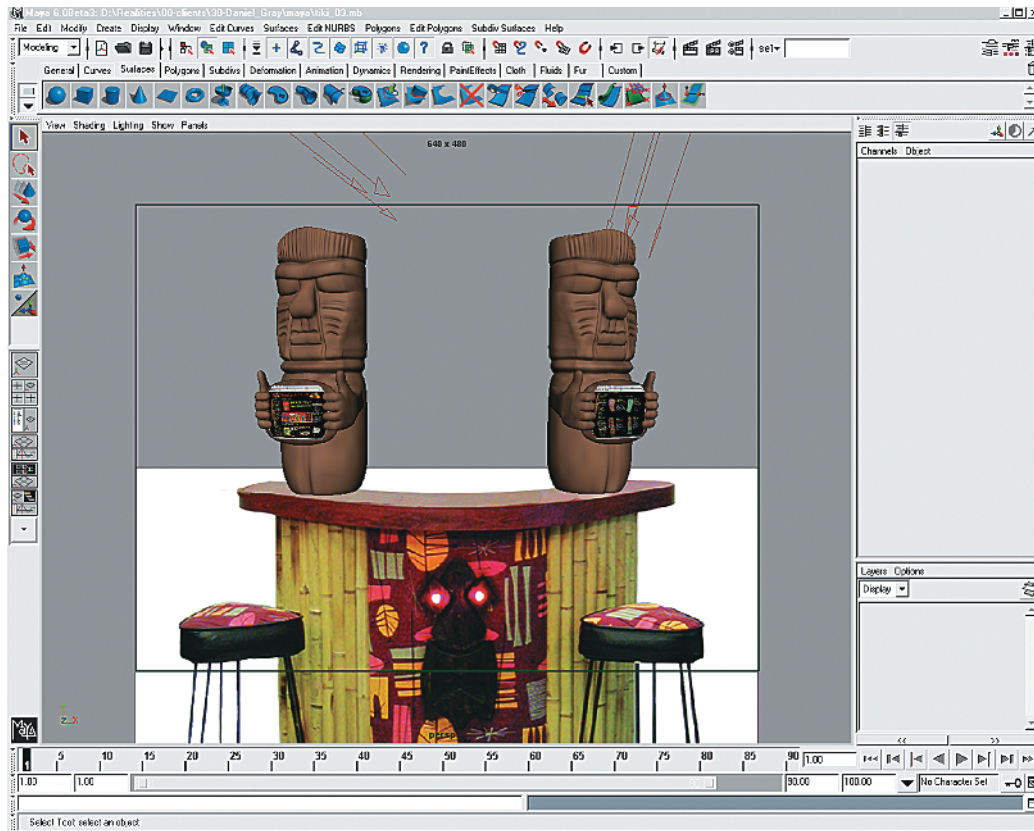 Maya 6.0Beta3: D:\Realities\00-clients\30-Daniel_Gray\maya\tiki_03.mb
File Edit Modify Create Display Window Edit Curves Surfaces Edit NURBS Polygons Edit Polygons Subdiv Surfaces Help
Modeling sel
General Curves Surfaces Polygons Subdivs Deformation Animation Dynamics Rendering PaintEffects Cloth Fluids Fur Custom
View Shading Lighting Show Panels
Channels Object
640 x 480
Layers Options
Display
persp
5 10 15 20 25 30 35 40 45 50 55 60 65 70 75 80 85 90 1.00
1
1.00 1.00 90.00 100.00 No Character Set
Select Tool: select an object